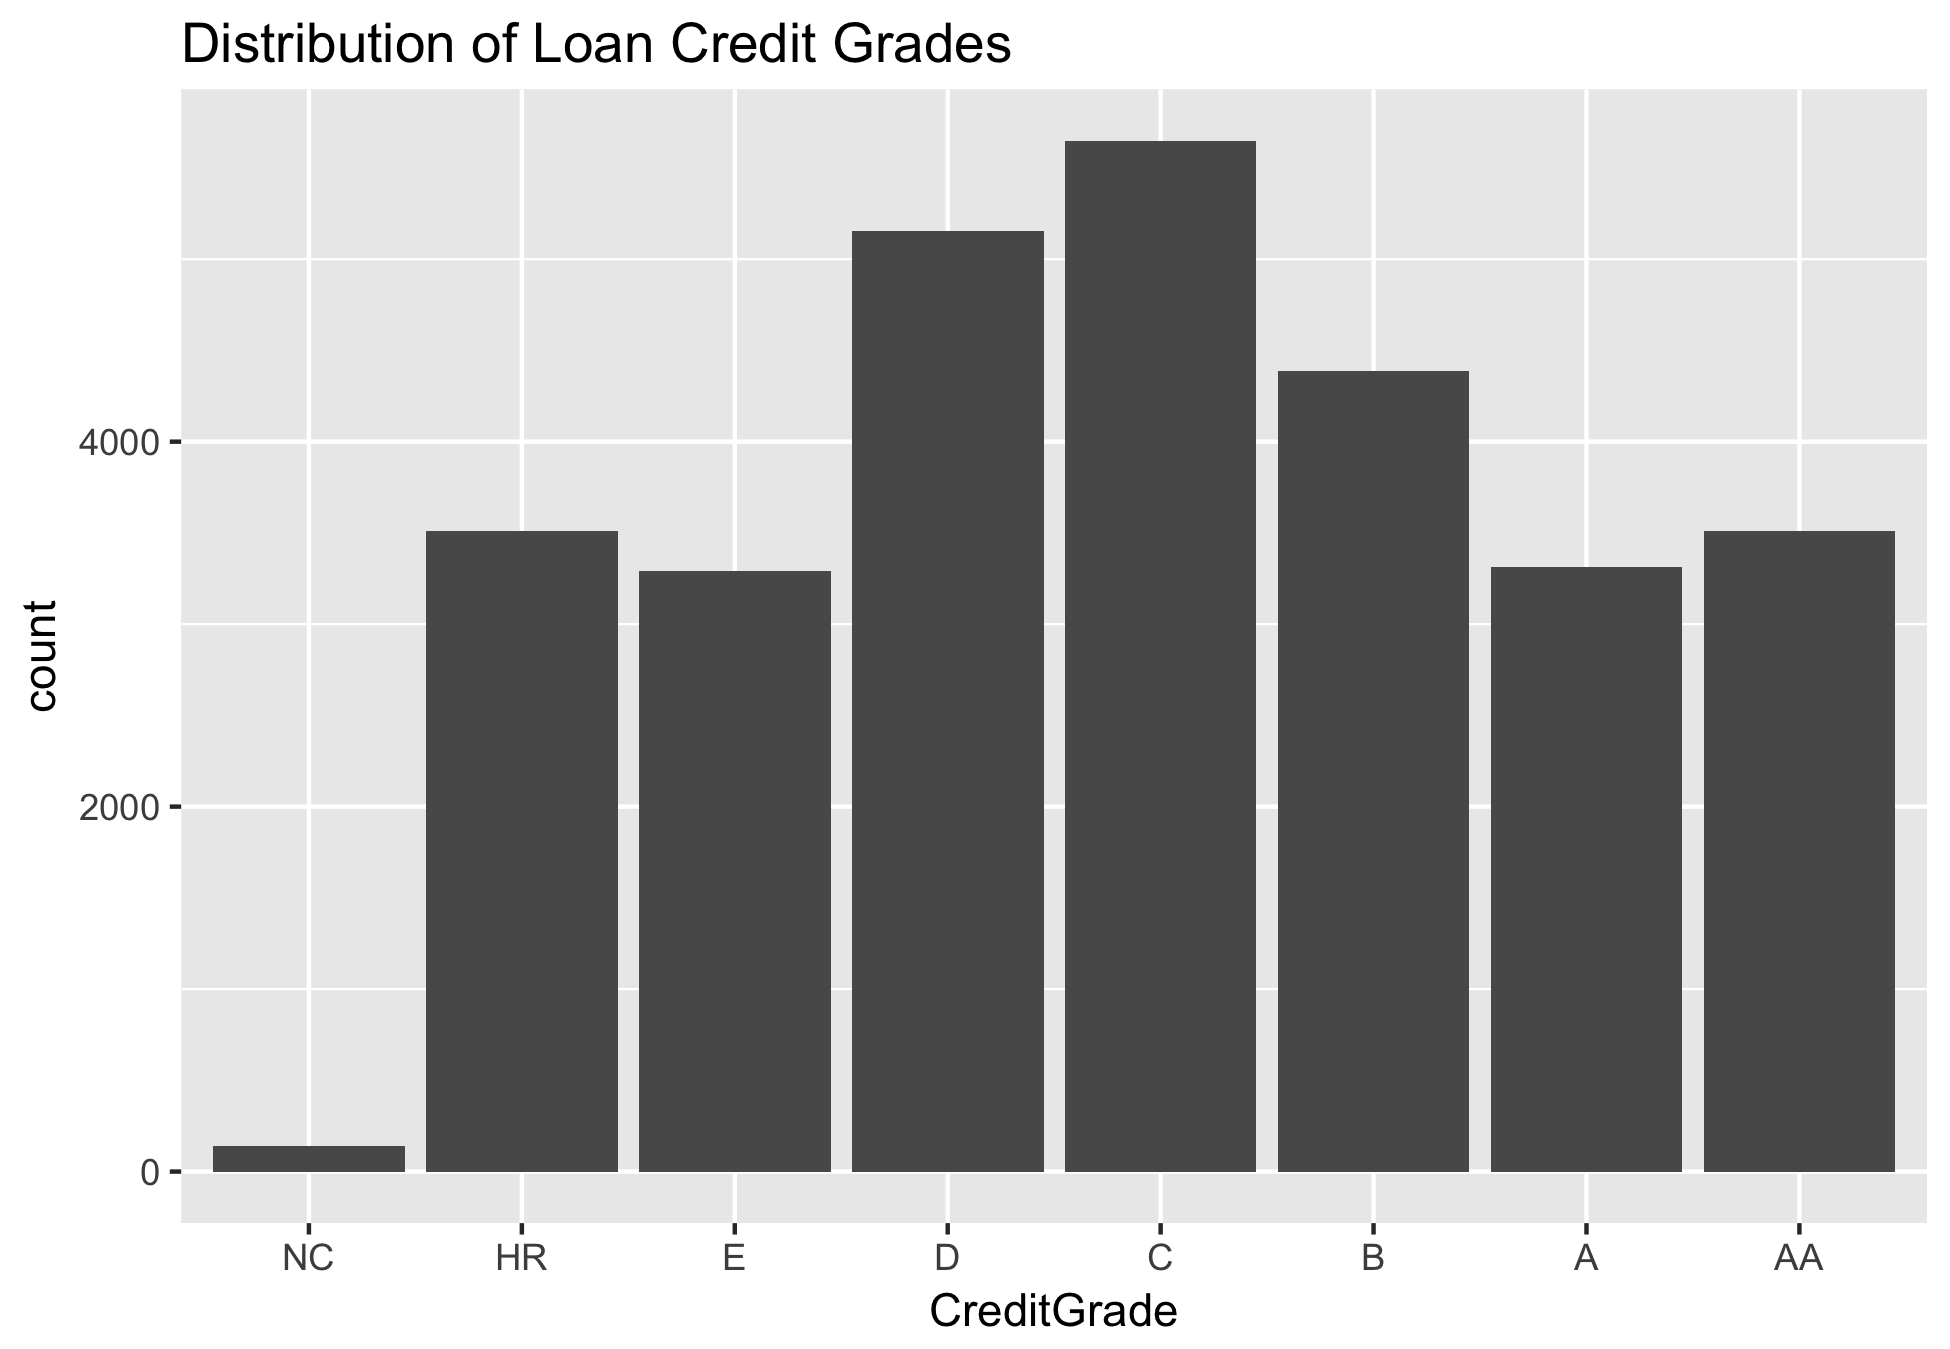 Distribution of Loan Credit Grades
count
4000
2000
0
NC HR E D C B A AA
CreditGrade